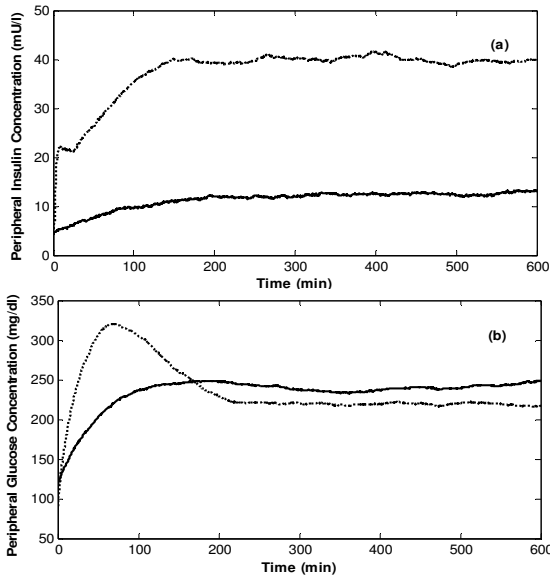 50
(a)
40
30
20
10
0
Peripheral Insulin Concentration (mU/l)
0 100 200 300 400 500 600
Time (min)
350
(b)
300
250
200
150
100
50
Peripheral Glucose Concentration (mg/dl)
0 100 200 300 400 500 600
Time (min)